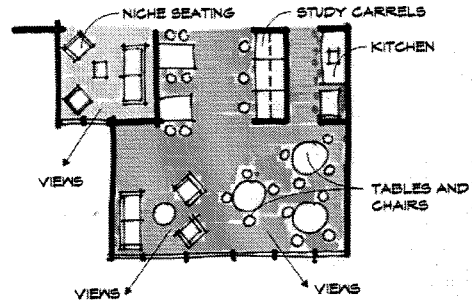 NICHE SEATING
STUDY CARRELS
KITCHEN
VIEWS
TABLES AND
CHAIRS
VIEWS
VIEWS